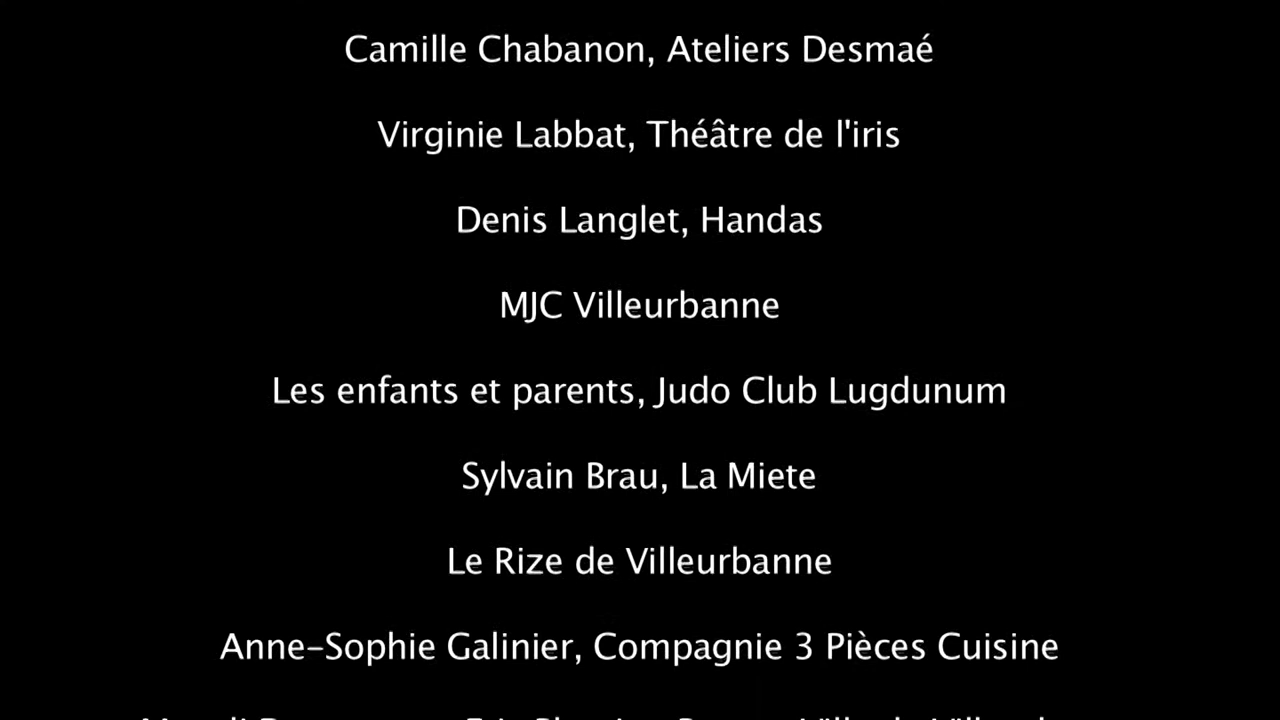 Camille Chabanon, Ateliers Desmaé
Virginie Labbat, Théâtre de l'iris
Denis Langlet, Handas
MJC Villeurbanne
Les enfants et parents, Judo Club Lugdunum
Sylvain Brau, La Miete
Le Rize de Villeurbanne
Anne-Sophie Galinier, Compagnie 3 Pièces Cuisine